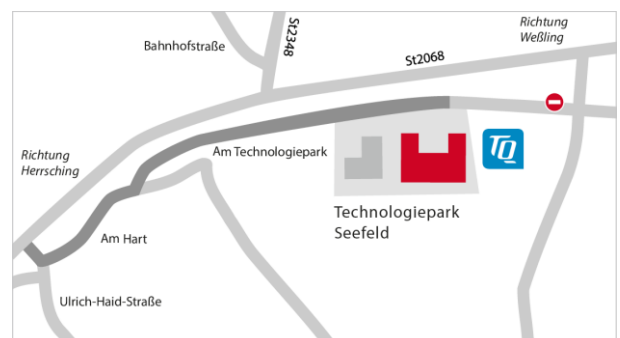 Richtung
Weßling
Bahnhofstraße
St2348
St2068
Richtung
Herrsching
Am Technologiepark
TQ
Technologiepark
Seefeld
Am Hart
Ulrich-Haid-Straße